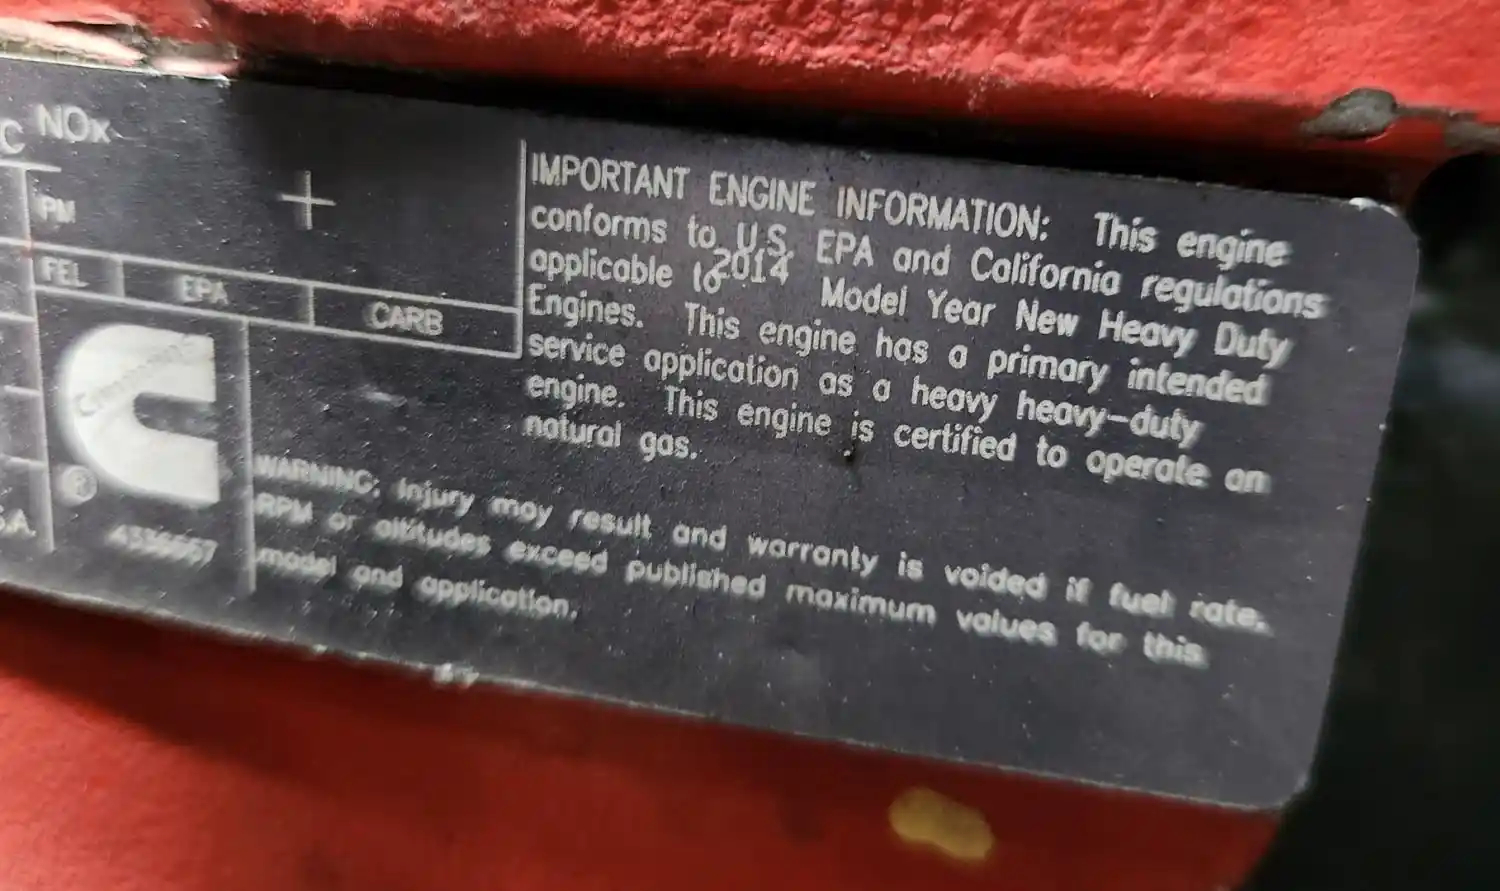 C NOx
PM
FEL EPA CARB
IMPORTANT ENGINE INFORMATION: This engine
conforms to U.S. EPA and California regulations
applicable to 2014 Model Year New Heavy Duty
Engines. This engine has a primary intended
service application as a heavy heavy-duty
engine. This engine is certified to operate on
natural gas.
®
S.A.
WARNING: Injury may result and warranty is voided if fuel rate,
RPM or altitudes exceed published maximum values for this
model and application.